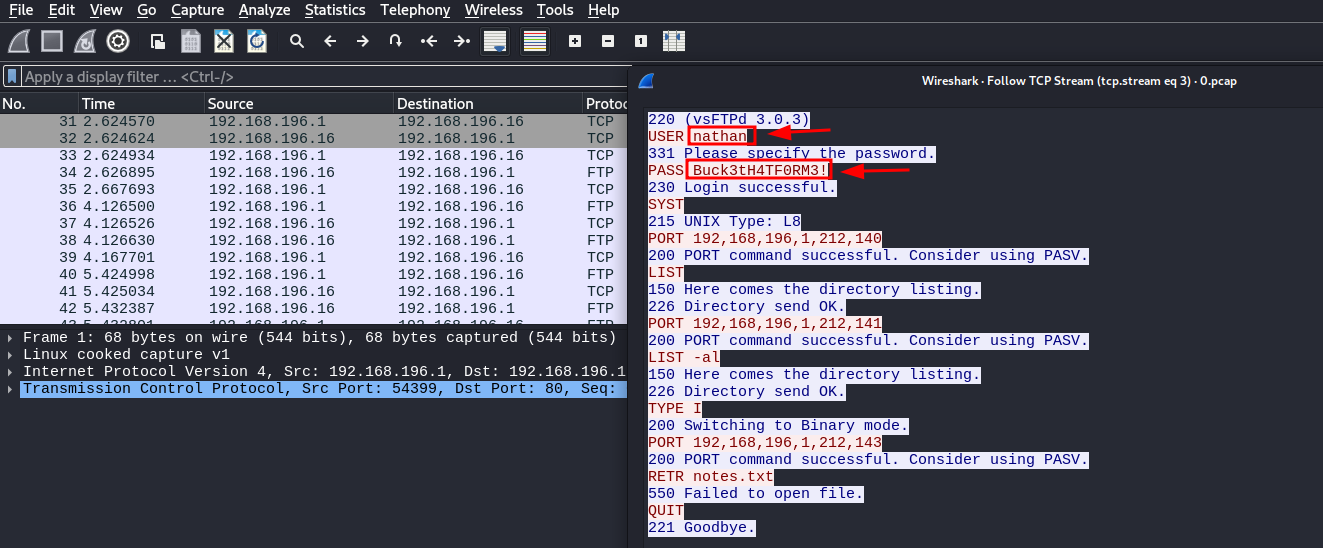 File Edit View Go Capture Analyze Statistics Telephony Wireless Tools Help
Apply a display filter … <Ctrl-/>
No. Time Source Destination Protoc
31 2.624570 192.168.196.1 192.168.196.16 TCP
32 2.624624 192.168.196.16 192.168.196.1 TCP
33 2.624934 192.168.196.1 192.168.196.16 TCP
34 2.626895 192.168.196.16 192.168.196.1 FTP
35 2.667693 192.168.196.1 192.168.196.16 TCP
36 4.126500 192.168.196.1 192.168.196.16 FTP
37 4.126526 192.168.196.16 192.168.196.1 TCP
38 4.126630 192.168.196.16 192.168.196.1 FTP
39 4.167701 192.168.196.1 192.168.196.16 TCP
40 5.424998 192.168.196.1 192.168.196.16 FTP
41 5.425034 192.168.196.16 192.168.196.1 TCP
42 5.432387 192.168.196.16 192.168.196.1 FTP
43 5.432801 192.168.196.1 192.168.196.16 FTP
Frame 1: 68 bytes on wire (544 bits), 68 bytes captured (544 bits)
Linux cooked capture v1
Internet Protocol Version 4, Src: 192.168.196.1, Dst: 192.168.196.1
Transmission Control Protocol, Src Port: 54399, Dst Port: 80, Seq:
Wireshark · Follow TCP Stream (tcp.stream eq 3) · 0.pcap
220 (vsFTPd 3.0.3)
USER nathan
331 Please specify the password.
PASS Buck3tH4TF0RM3!
230 Login successful.
SYST
215 UNIX Type: L8
PORT 192,168,196,1,212,140
200 PORT command successful. Consider using PASV.
LIST
150 Here comes the directory listing.
226 Directory send OK.
PORT 192,168,196,1,212,141
200 PORT command successful. Consider using PASV.
LIST -al
150 Here comes the directory listing.
226 Directory send OK.
TYPE I
200 Switching to Binary mode.
PORT 192,168,196,1,212,143
200 PORT command successful. Consider using PASV.
RETR notes.txt
550 Failed to open file.
QUIT
221 Goodbye.